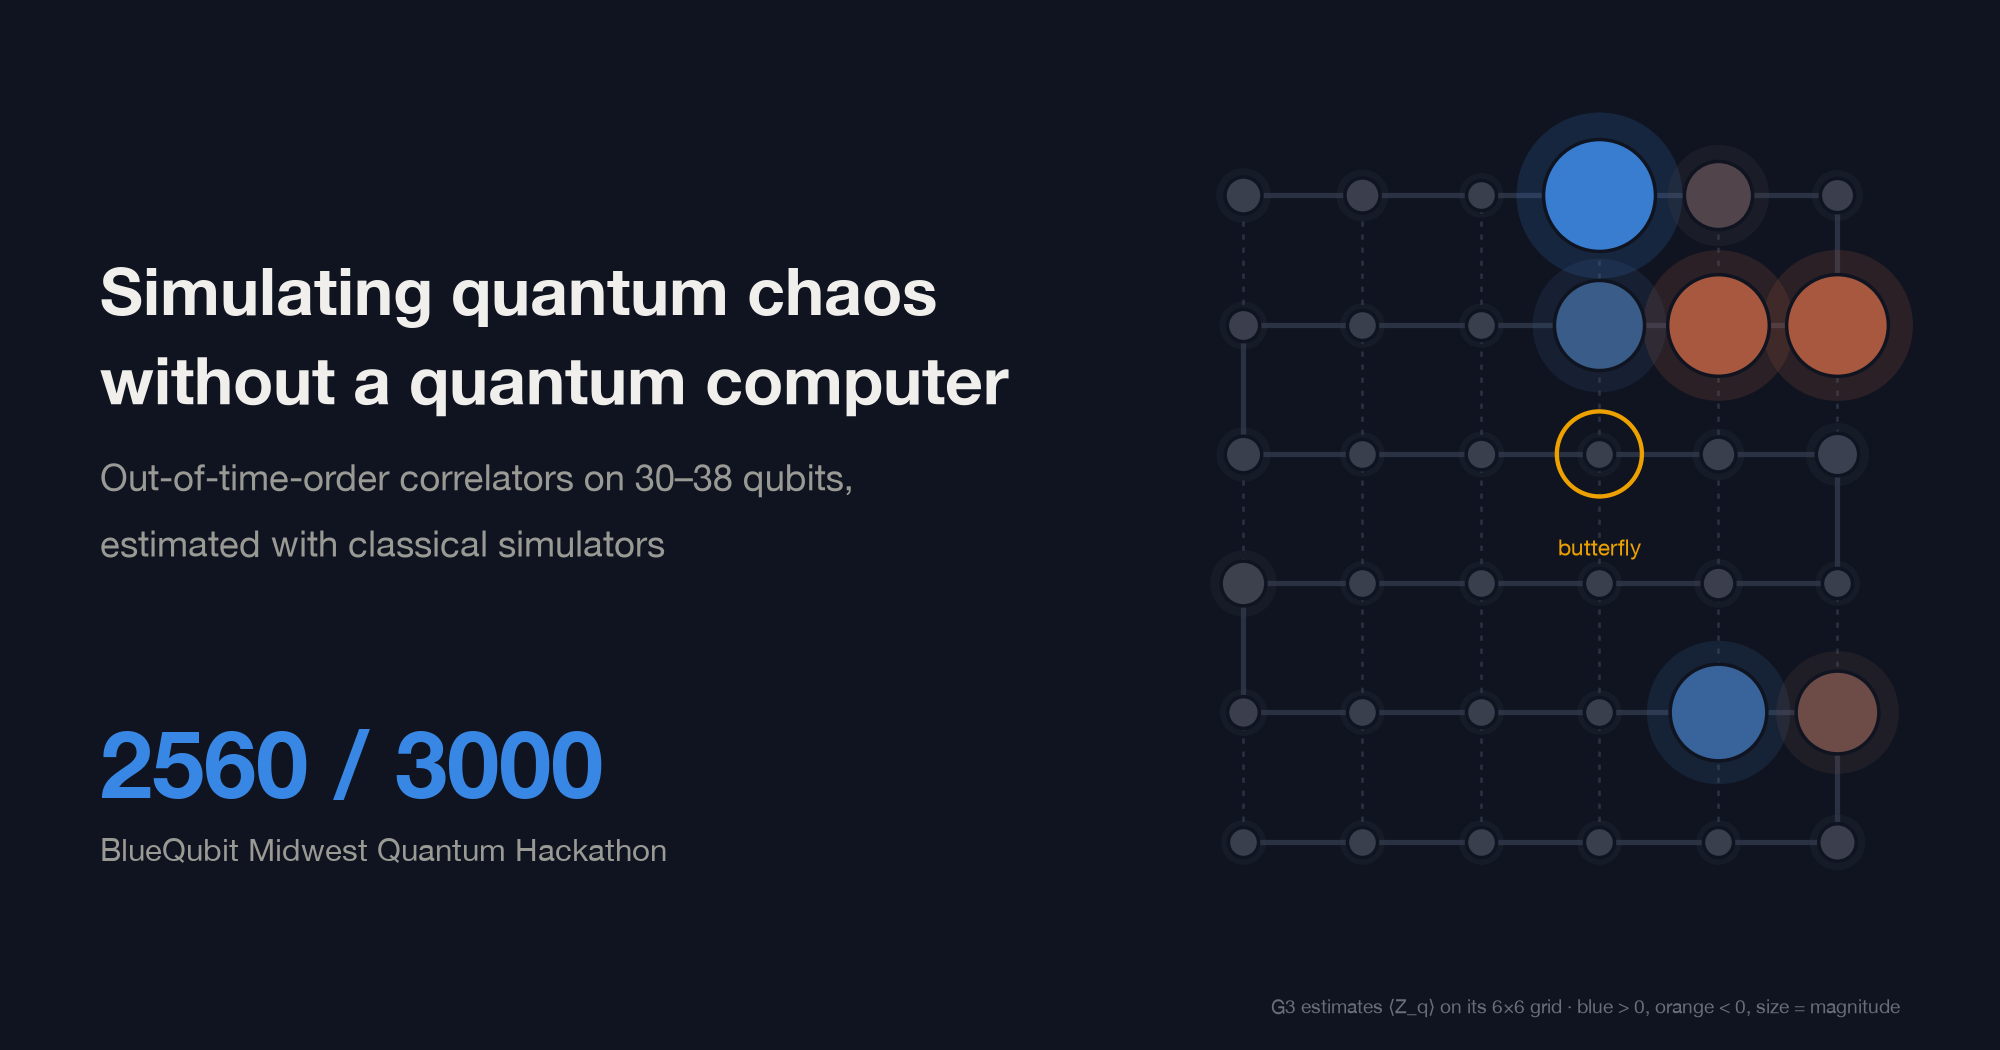 Simulating quantum chaos
without a quantum computer
Out-of-time-order correlators on 30–38 qubits,
estimated with classical simulators
2560 / 3000
BlueQubit Midwest Quantum Hackathon
butterfly
G3 estimates ⟨Z_q⟩ on its 6×6 grid · blue > 0, orange < 0, size = magnitude